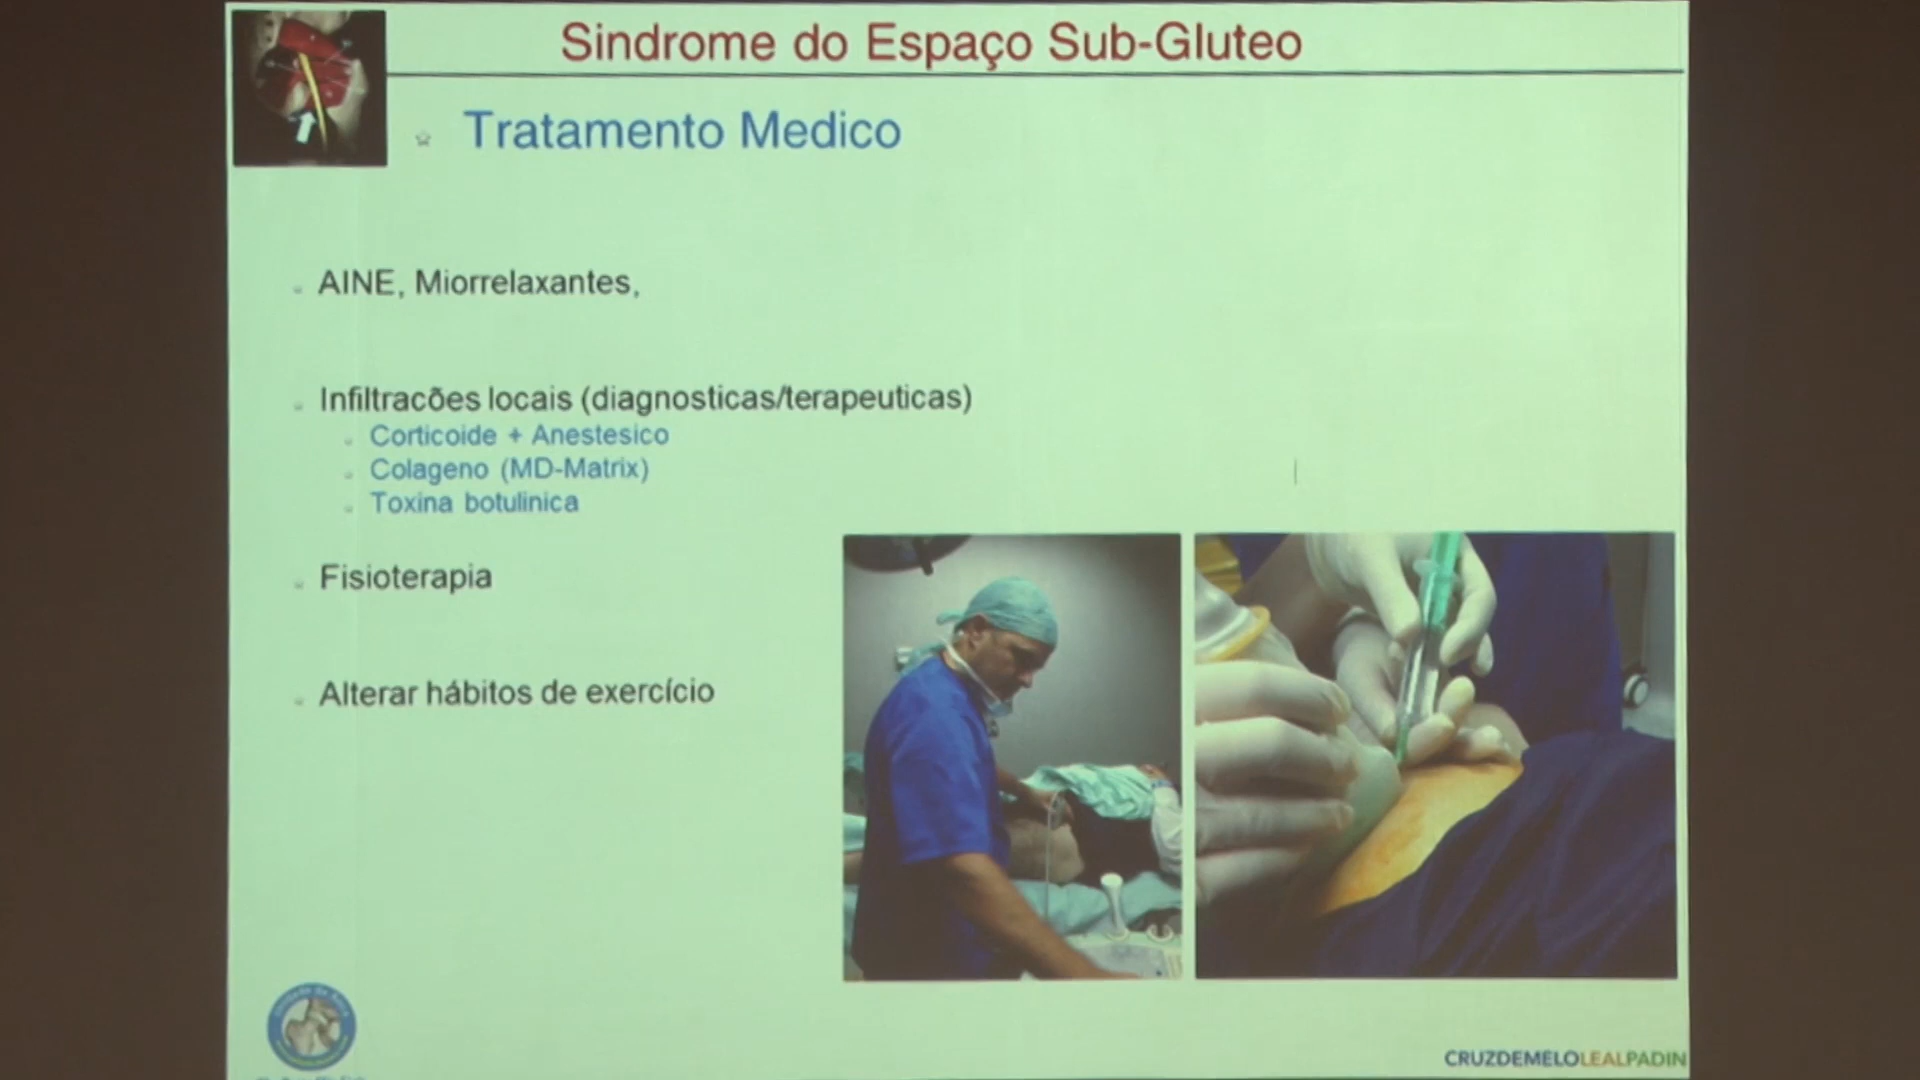 Sindrome do Espaço Sub-Gluteo
Tratamento Medico
AINE, Miorrelaxantes,
Infiltracões locais (diagnosticas/terapeuticas)
Corticoide + Anestesico
Colageno (MD-Matrix)
Toxina botulinica
Fisioterapia
Alterar hábitos de exercício
CRUZDEMELOLEALPADIN